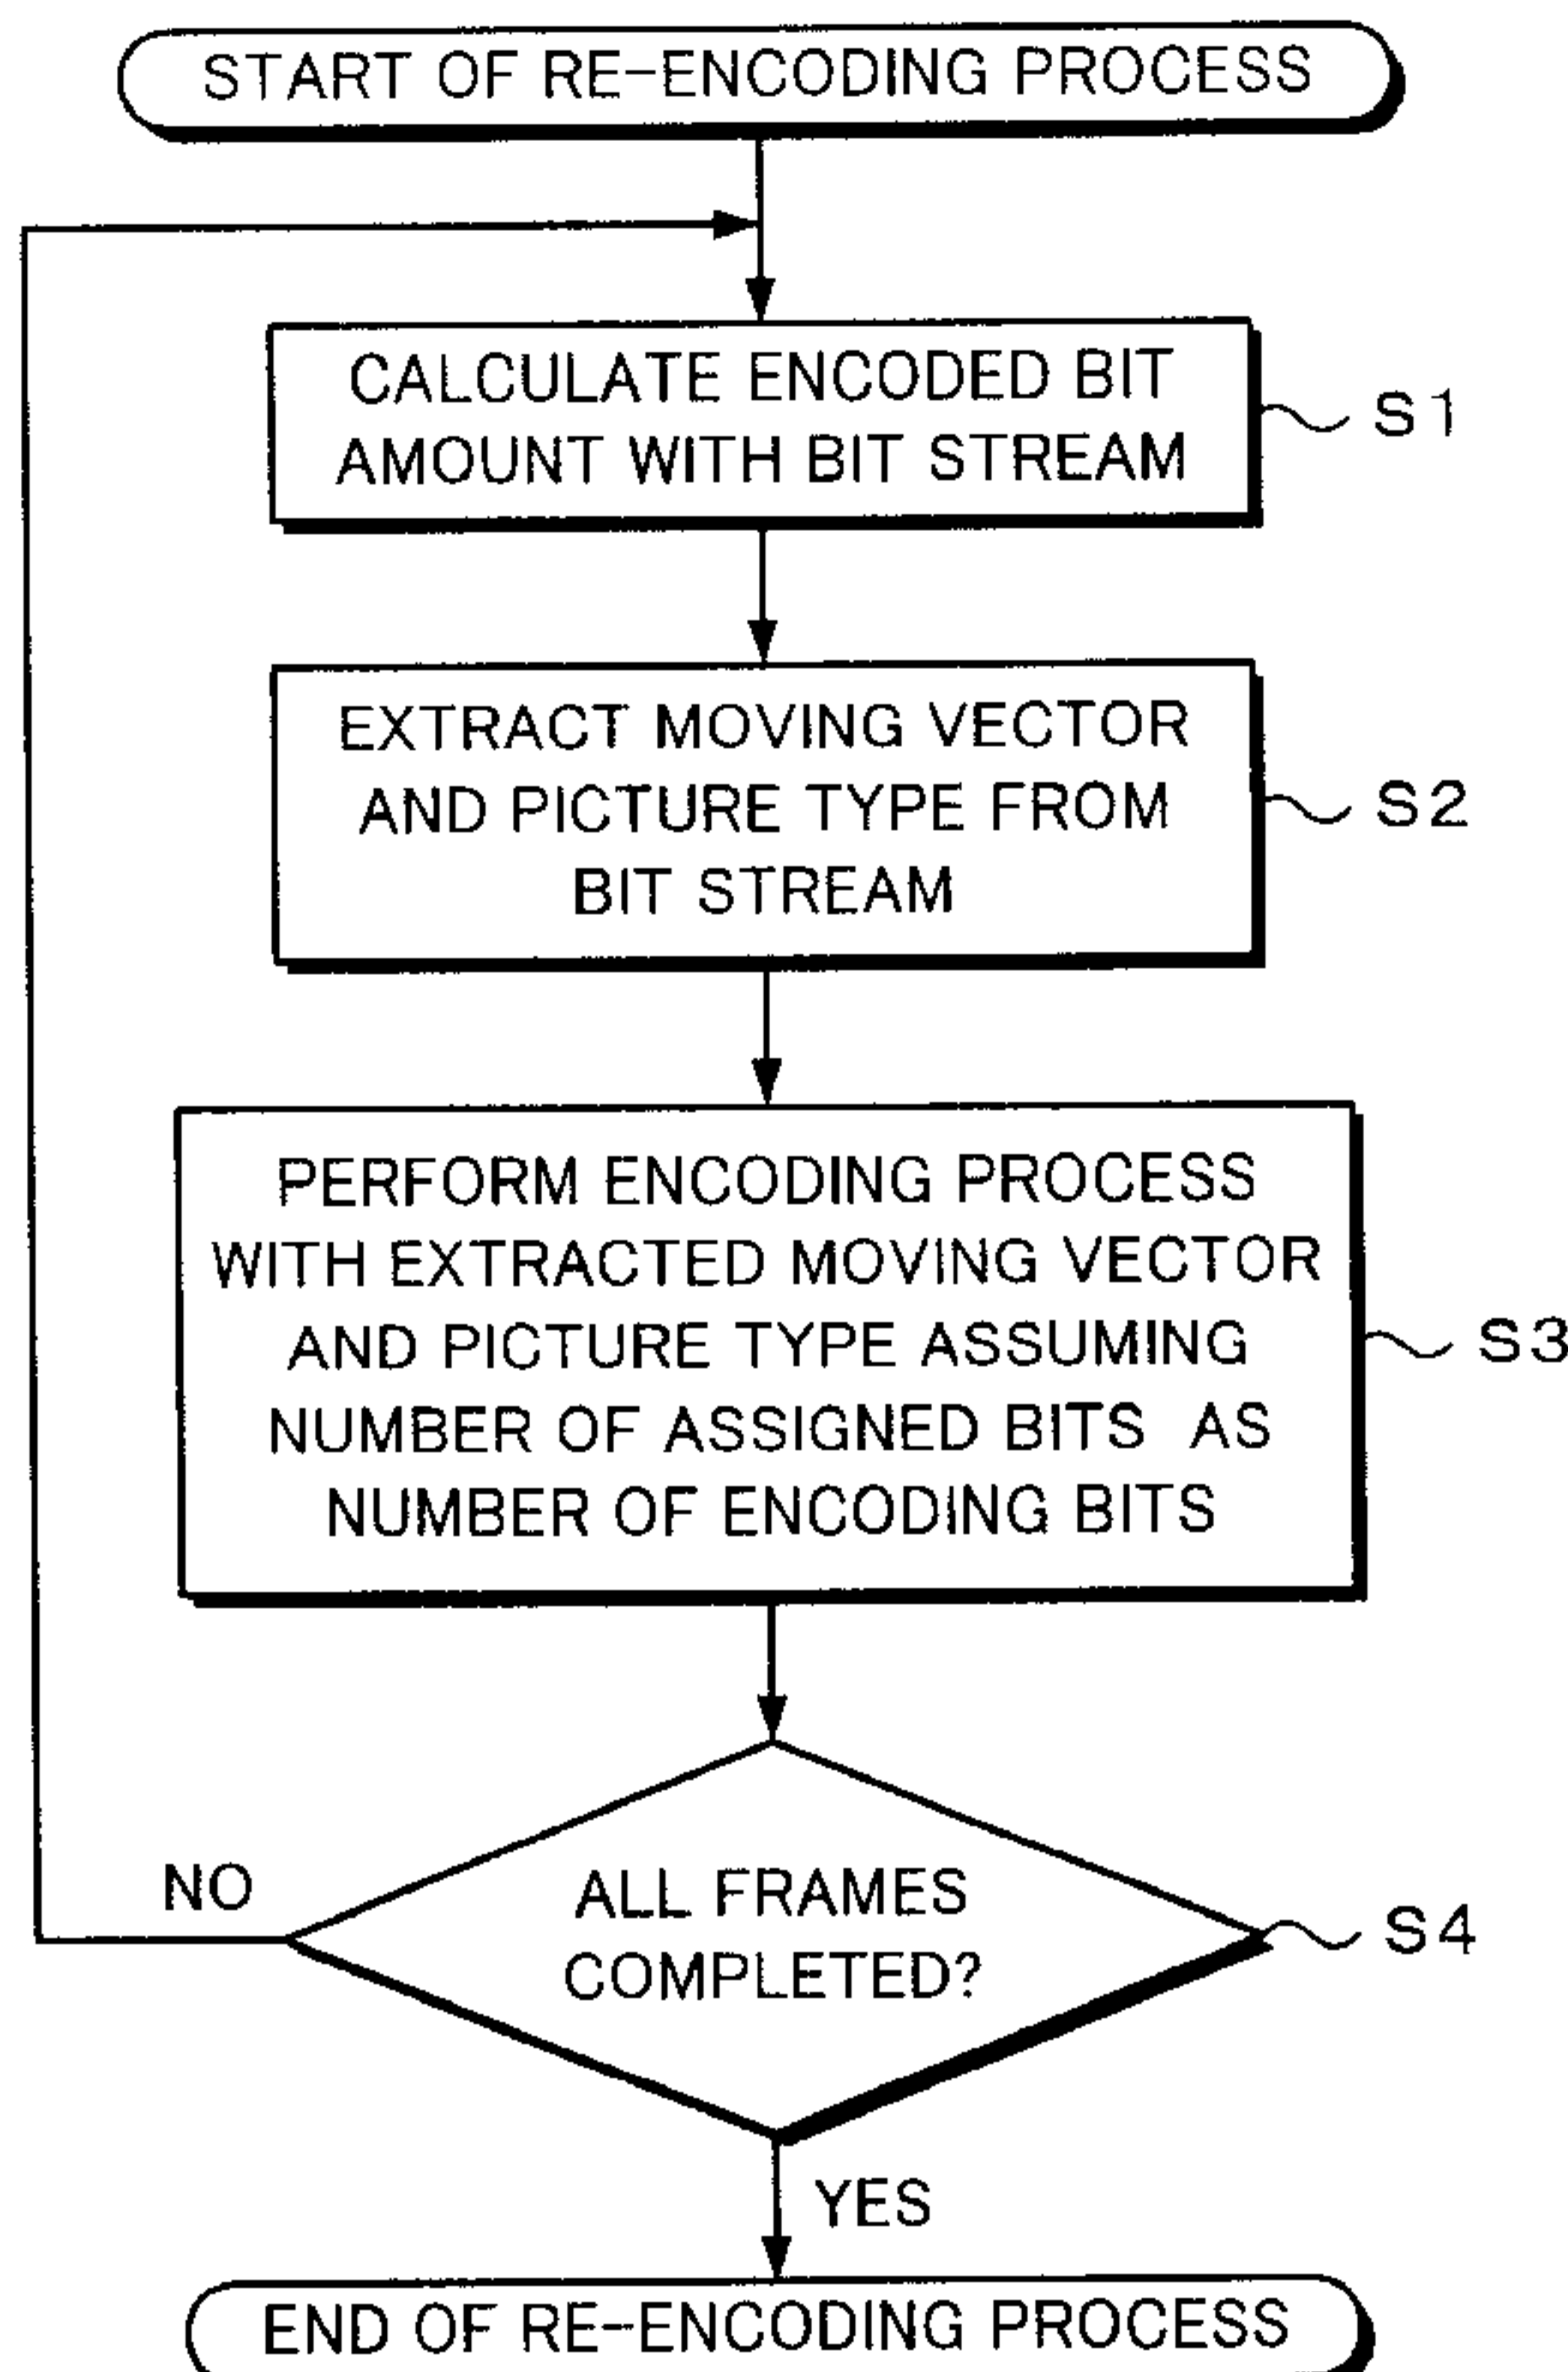 START OF RE-ENCODING PROCESS
CALCULATE ENCODED BIT
AMOUNT WITH BIT STREAM
S1
EXTRACT MOVING VECTOR
AND PICTURE TYPE FROM
BIT STREAM
S2
PERFORM ENCODING PROCESS
WITH EXTRACTED MOVING VECTOR
AND PICTURE TYPE ASSUMING
NUMBER OF ASSIGNED BITS AS
NUMBER OF ENCODING BITS
S3
NO
ALL FRAMES
COMPLETED?
S4
YES
END OF RE-ENCODING PROCESS